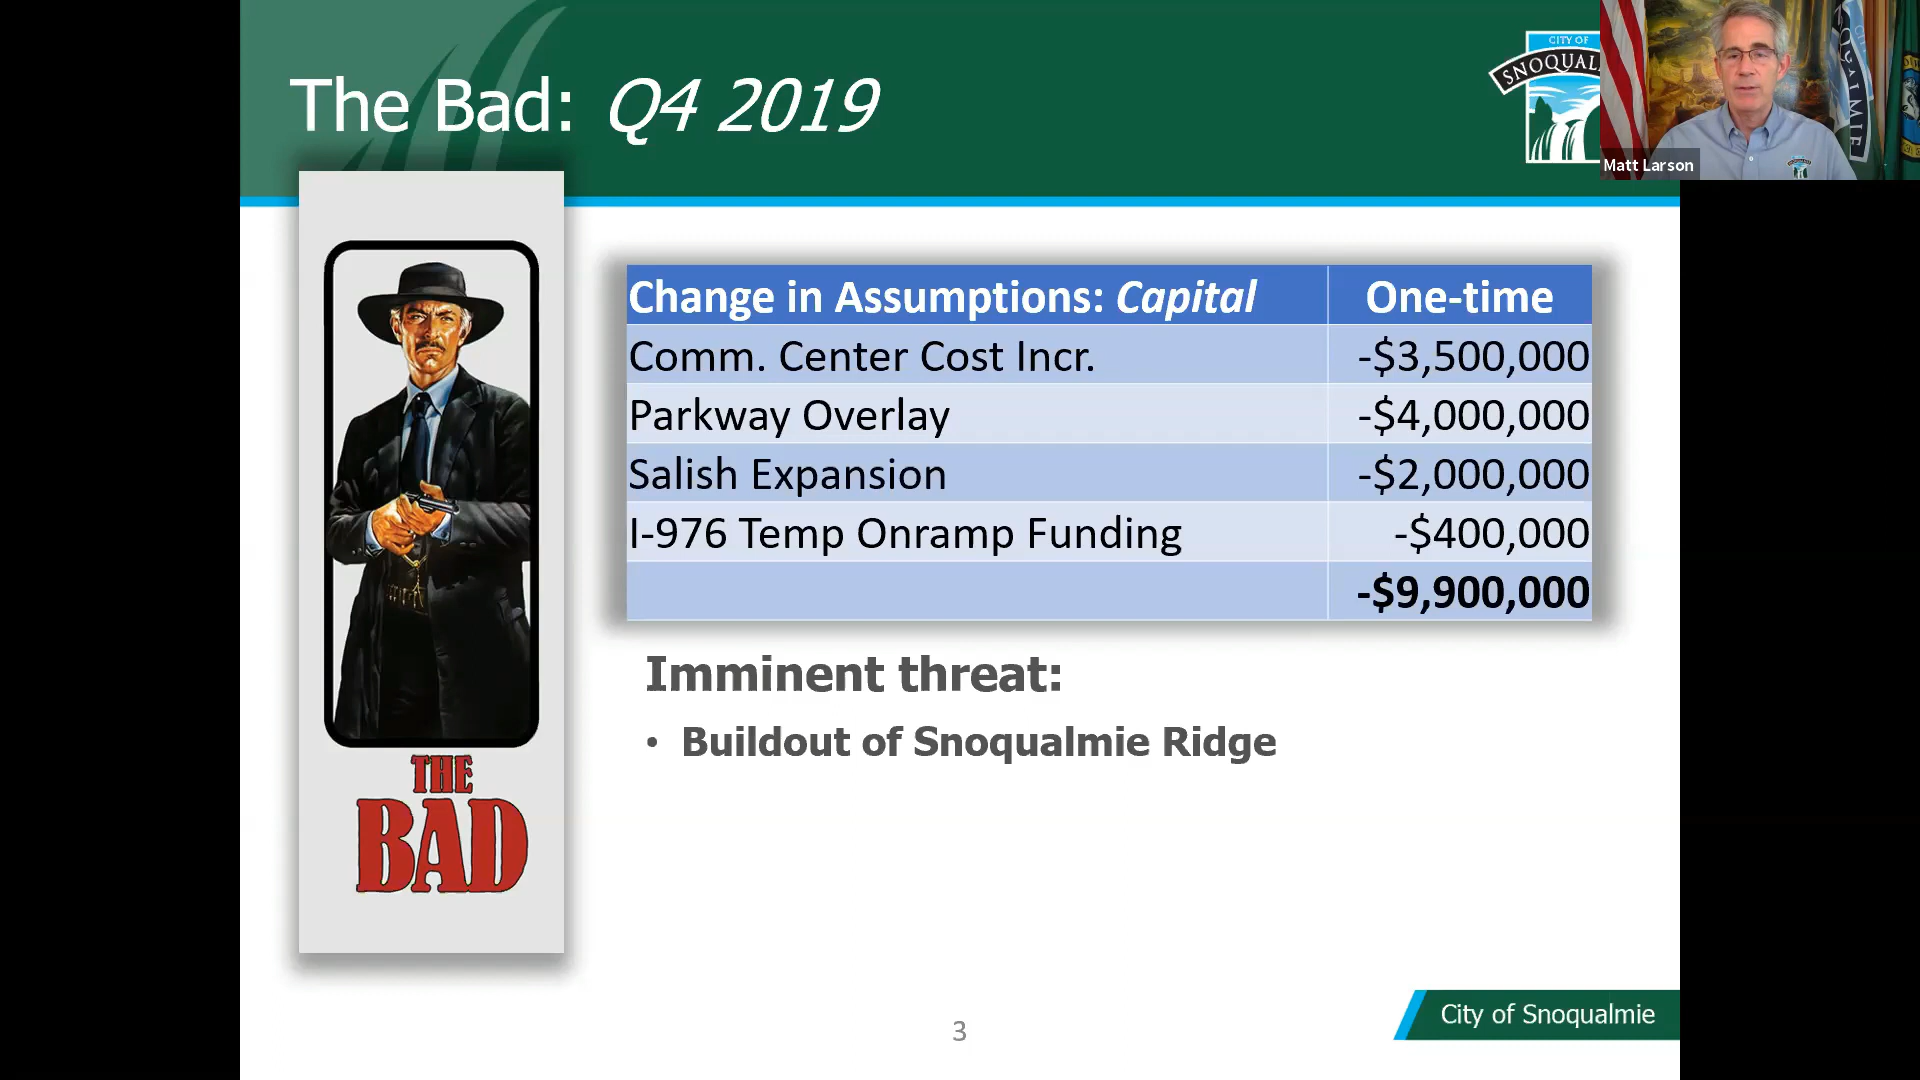 The Bad: Q4 2019
CITY OF
SNOQUAL
Matt Larson
Change in Assumptions: Capital One-time
Comm. Center Cost Incr. -$3,500,000
Parkway Overlay -$4,000,000
Salish Expansion -$2,000,000
I-976 Temp Onramp Funding -$400,000
-$9,900,000
Imminent threat:
• Buildout of Snoqualmie Ridge
THE
BAD
City of Snoqualmie
3